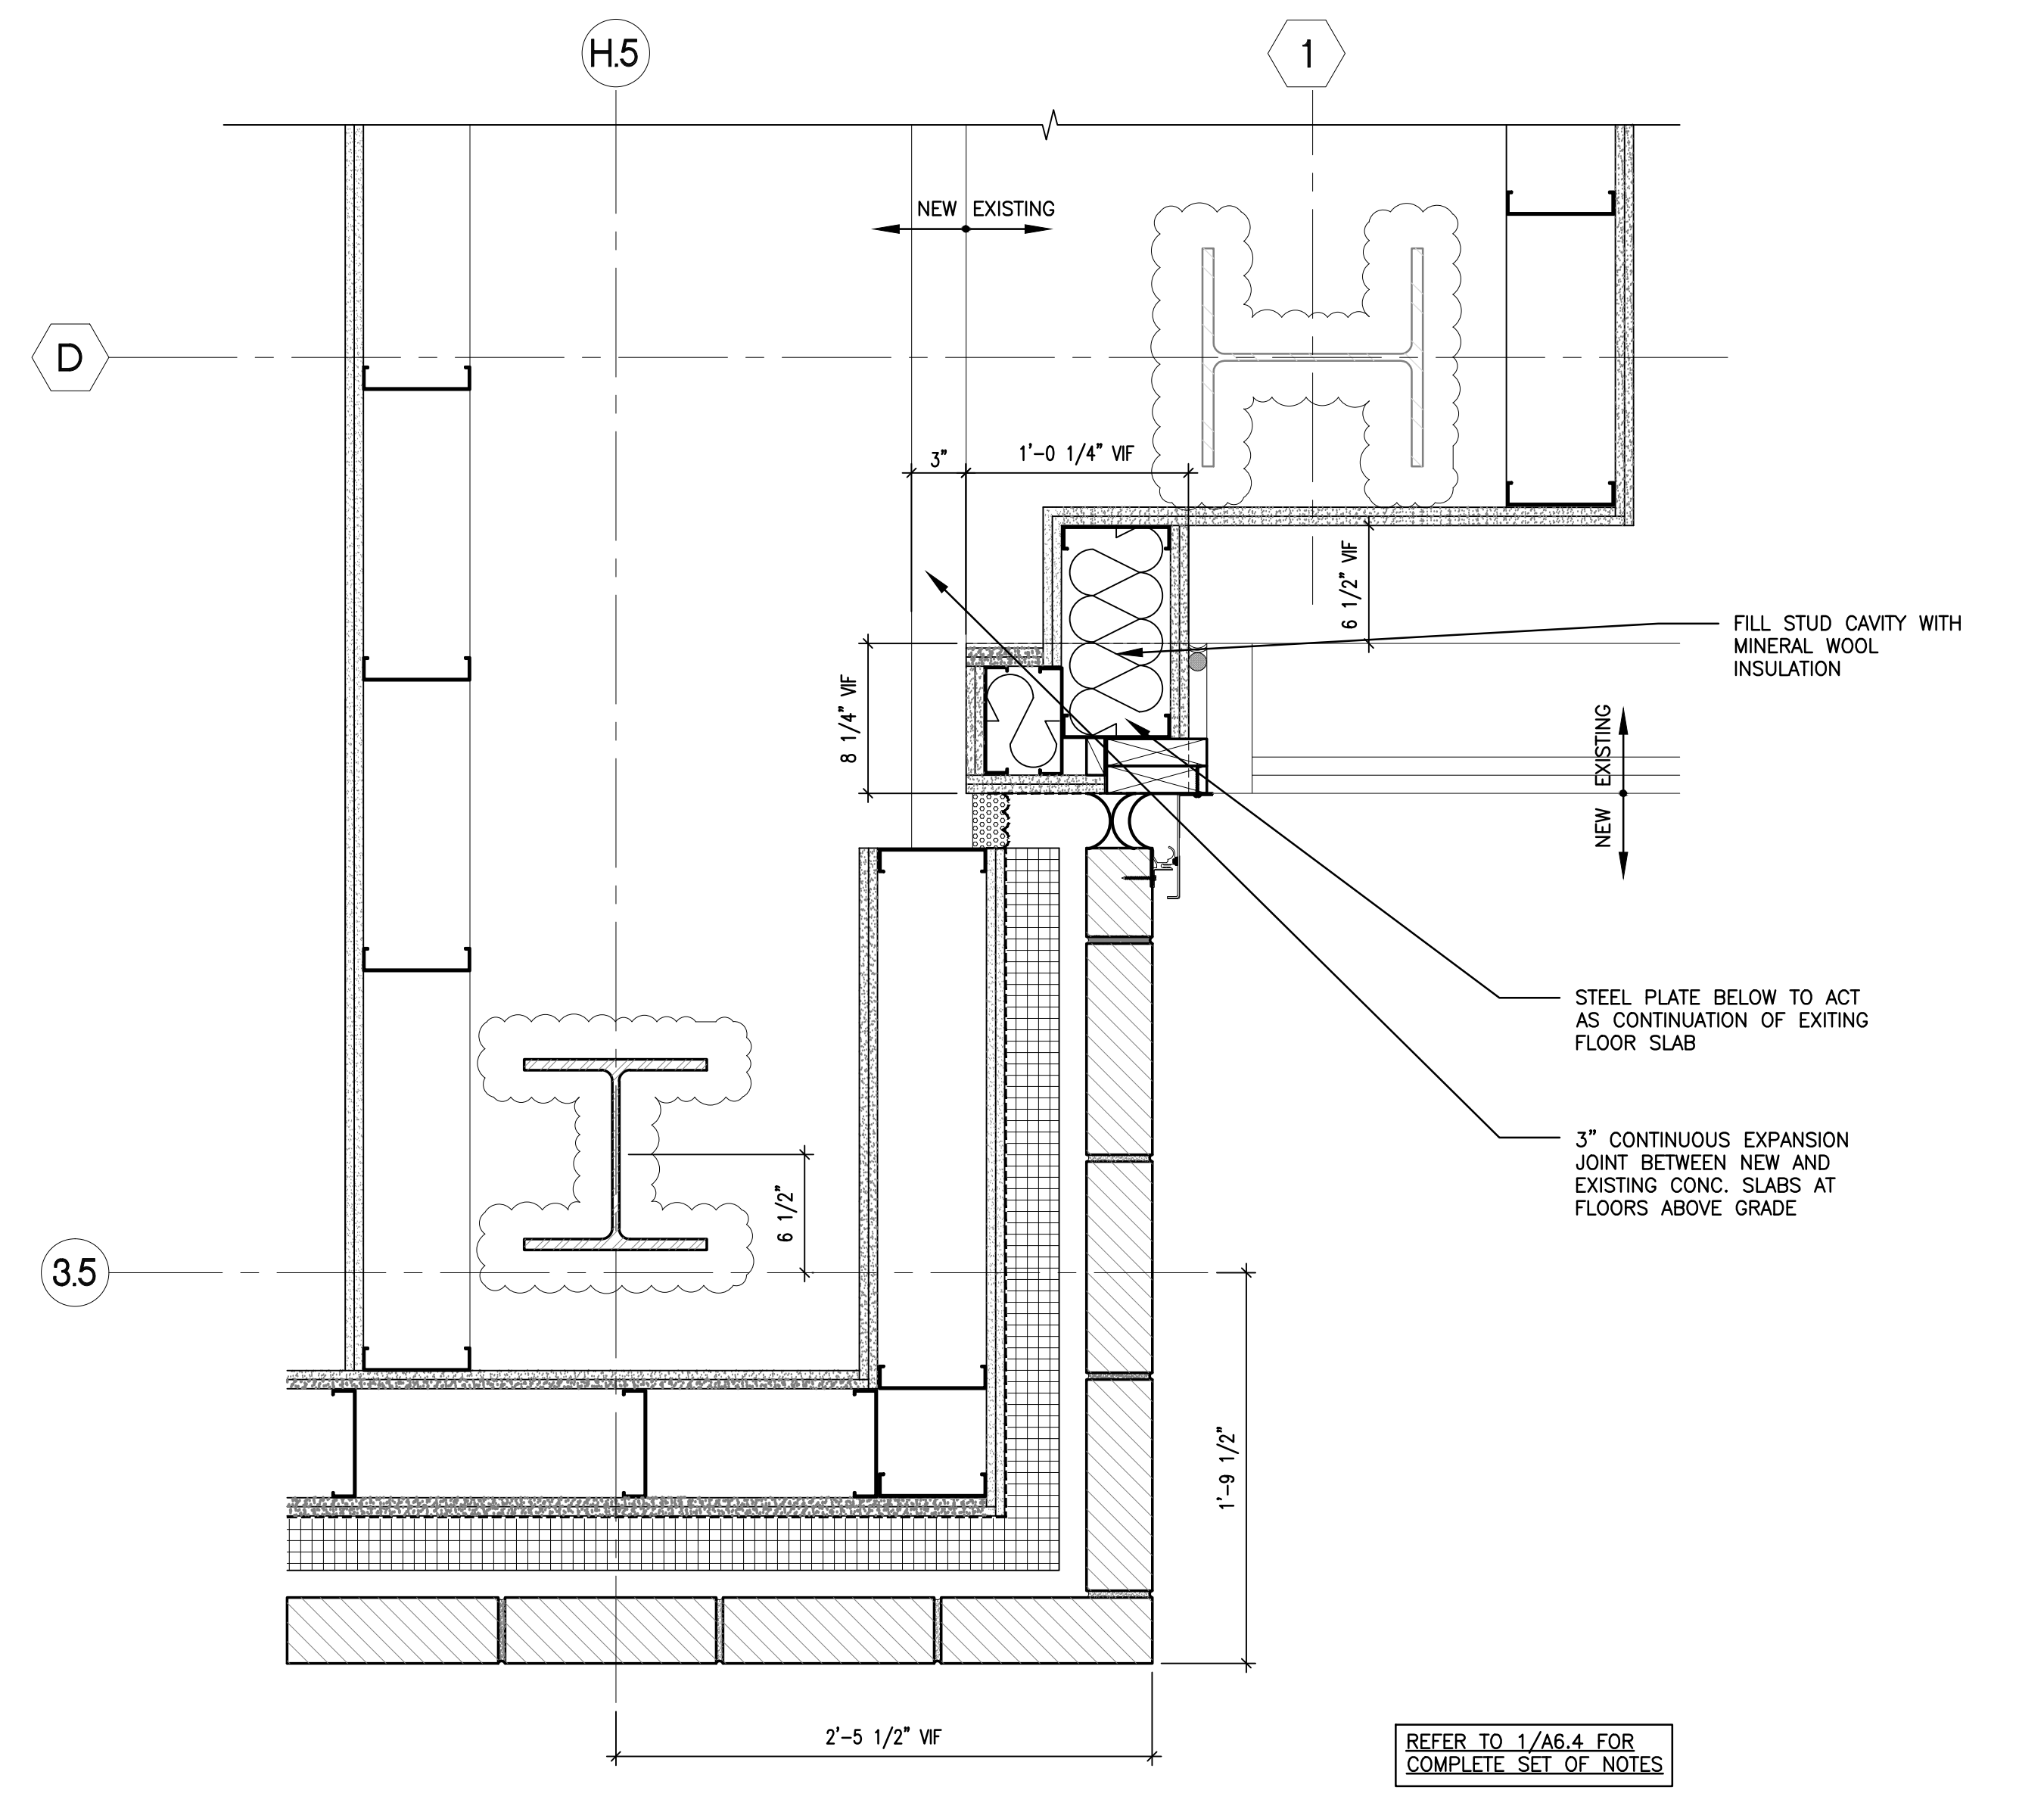 H.5
1
NEW EXISTING
D
3"
1'-0 1/4" VIF
6 1/2" VIF
FILL STUD CAVITY WITH
MINERAL WOOL
INSULATION
8 1/4" VIF
EXISTING
NEW
STEEL PLATE BELOW TO ACT
AS CONTINUATION OF EXITING
FLOOR SLAB
3" CONTINUOUS EXPANSION
JOINT BETWEEN NEW AND
EXISTING CONC. SLABS AT
FLOORS ABOVE GRADE
6 1/2"
3.5
1'-9 1/2"
2'-5 1/2" VIF
REFER TO 1/A6.4 FOR
COMPLETE SET OF NOTES